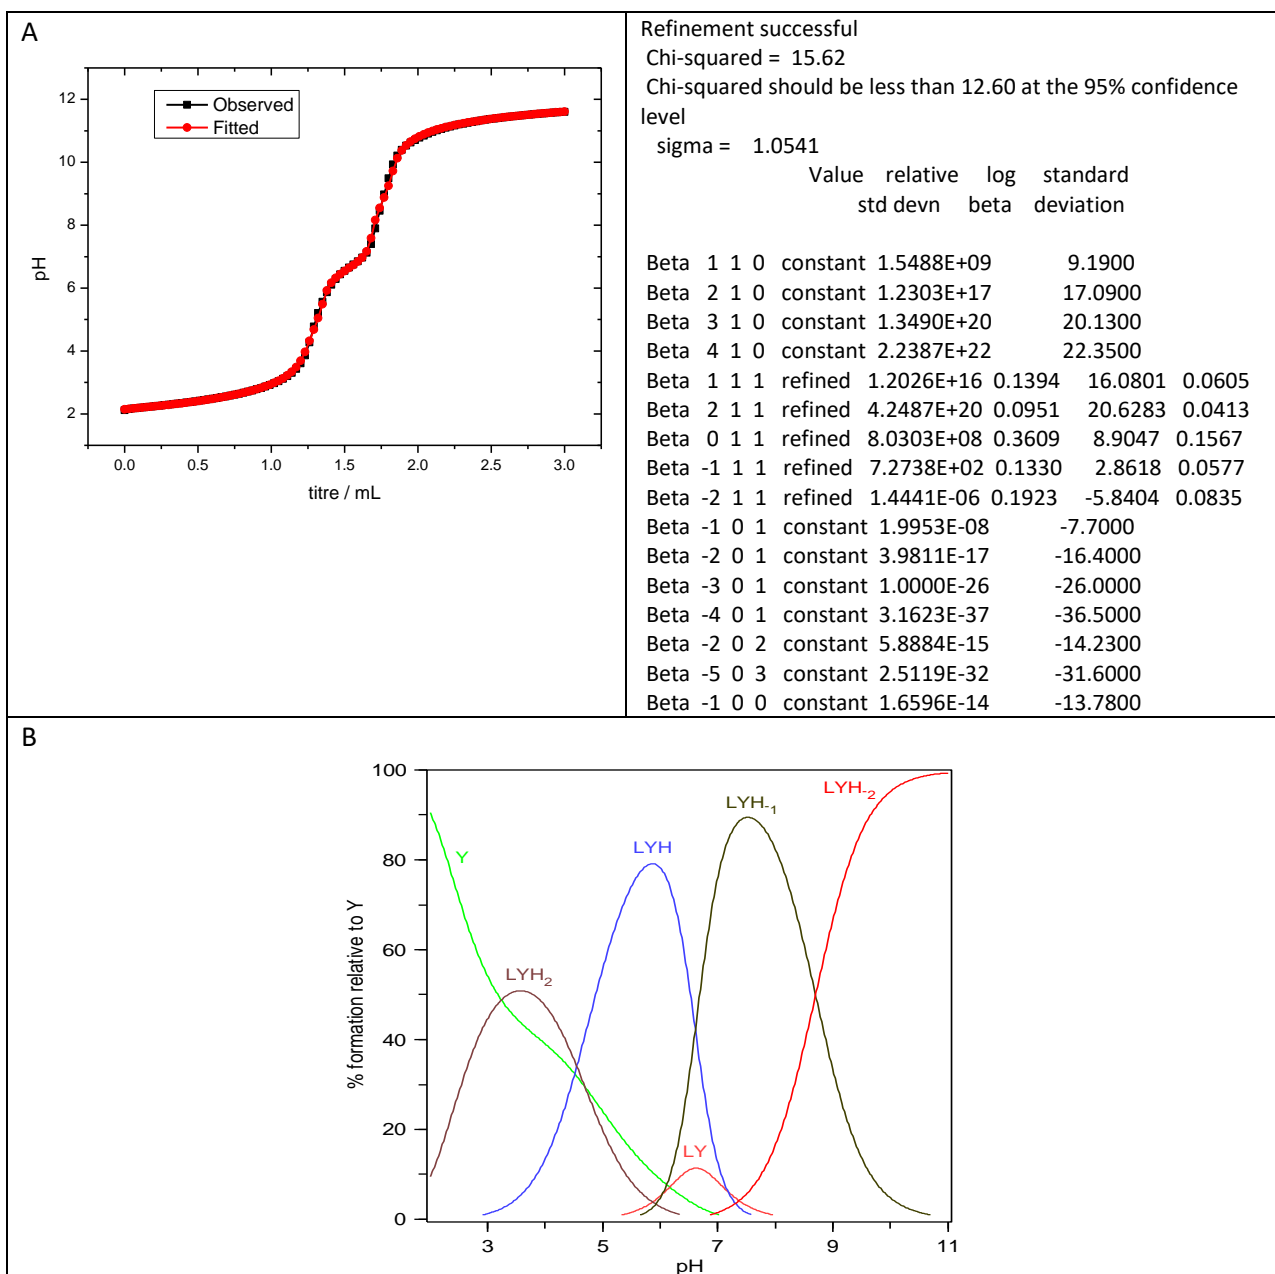 A
12
10
8
6
4
2
pH
Observed
Fitted
0.0 0.5 1.0 1.5 2.0 2.5 3.0
titre / mL
Refinement successful
Chi-squared = 15.62
Chi-squared should be less than 12.60 at the 95% confidence
level
sigma = 1.0541
Value relative log standard
std devn beta deviation
Beta 1 1 0 constant 1.5488E+09 9.1900
Beta 2 1 0 constant 1.2303E+17 17.0900
Beta 3 1 0 constant 1.3490E+20 20.1300
Beta 4 1 0 constant 2.2387E+22 22.3500
Beta 1 1 1 refined 1.2026E+16 0.1394 16.0801 0.0605
Beta 2 1 1 refined 4.2487E+20 0.0951 20.6283 0.0413
Beta 0 1 1 refined 8.0303E+08 0.3609 8.9047 0.1567
Beta -1 1 1 refined 7.2738E+02 0.1330 2.8618 0.0577
Beta -2 1 1 refined 1.4441E-06 0.1923 -5.8404 0.0835
Beta -1 0 1 constant 1.9953E-08 -7.7000
Beta -2 0 1 constant 3.9811E-17 -16.4000
Beta -3 0 1 constant 1.0000E-26 -26.0000
Beta -4 0 1 constant 3.1623E-37 -36.5000
Beta -2 0 2 constant 5.8884E-15 -14.2300
Beta -5 0 3 constant 2.5119E-32 -31.6000
Beta -1 0 0 constant 1.6596E-14 -13.7800
B
100
80
60
40
20
0
% formation relative to Y
Y
LYH₂
LYH
LY
LYH₋₁
LYH₋₂
3 5 7 9 11
pH